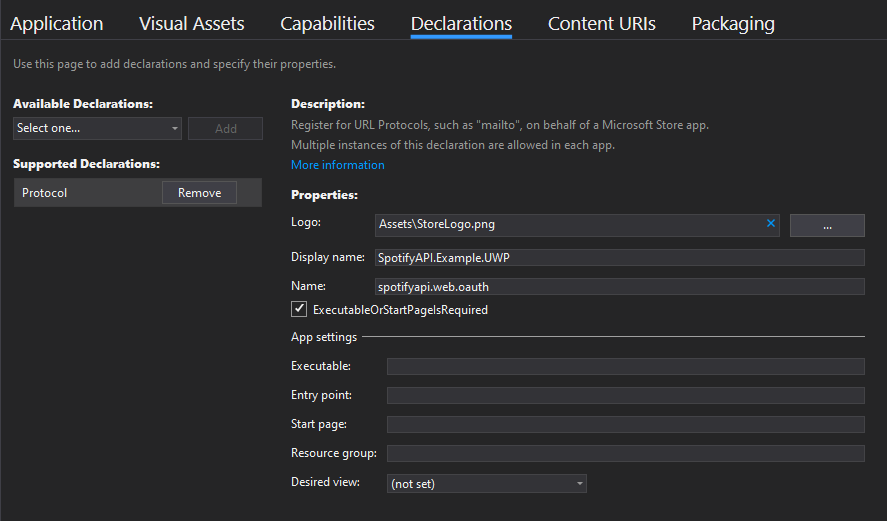 Application Visual Assets Capabilities Declarations Content URIs Packaging
Use this page to add declarations and specify their properties.
Available Declarations:
Select one... Add
Supported Declarations:
Protocol Remove
Description:
Register for URL Protocols, such as "mailto", on behalf of a Microsoft Store app.
Multiple instances of this declaration are allowed in each app.
More information
Properties:
Logo: Assets\StoreLogo.png ✕ ...
Display name: SpotifyAPI.Example.UWP
Name: spotifyapi.web.oauth
ExecutableOrStartPageIsRequired
App settings
Executable:
Entry point:
Start page:
Resource group:
Desired view: (not set)